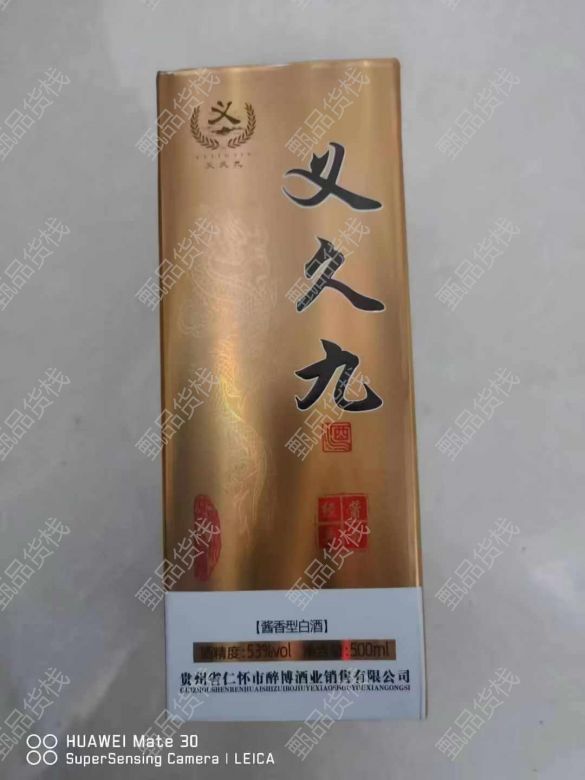 义
义久九
义久九
酒
【酱香型白酒】
酒精度:53%vol 净含量:500ml
贵州省仁怀市醉博酒业销售有限公司
GUIZHOUSHENRENHUAISHIZUIBOJIUYEXIAOSHOUYOUXIANGONGSI
HUAWEI Mate 30
SuperSensing Camera | LEICA
甄品货栈